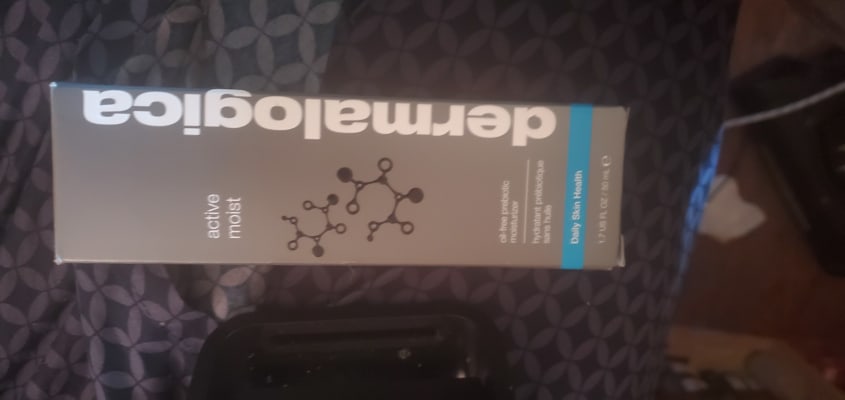 dermalogica
active
moist
oil-free prebiotic
moisturizer
hydratant prébiotique
sans huile
Daily Skin Health
1.7 US FL OZ / 50 mL ℮